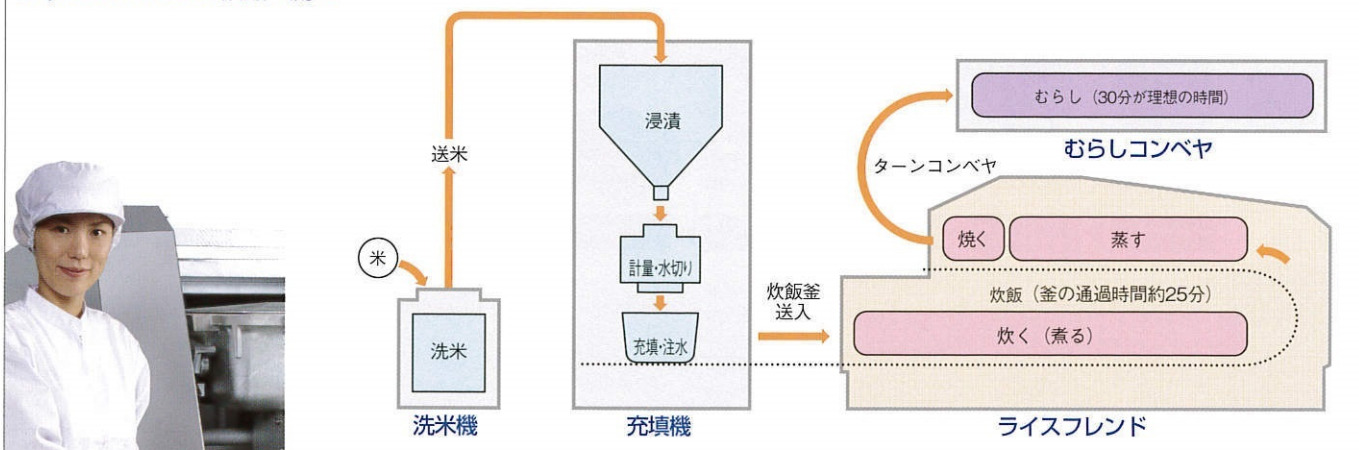 米
洗米
洗米機
送米
浸漬
計量・水切り
充填・注水
充填機
炊飯釜
送入
炊く（煮る）
炊飯（釜の通過時間約25分）
蒸す
焼く
ライスフレンド
ターンコンベヤ
むらし（30分が理想の時間）
むらしコンベヤ